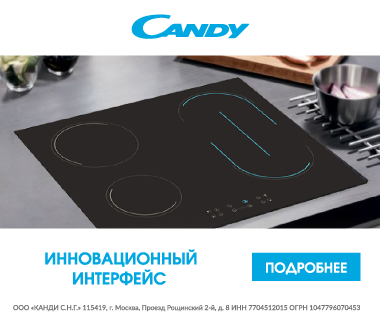 CANDY
ИННОВАЦИОННЫЙ
ИНТЕРФЕЙС
ПОДРОБНЕЕ
ООО «КАНДИ С.Н.Г.» 115419, г. Москва, Проезд Рощинский 2-й, д. 8 ИНН 7704512015 ОГРН 1047796070453